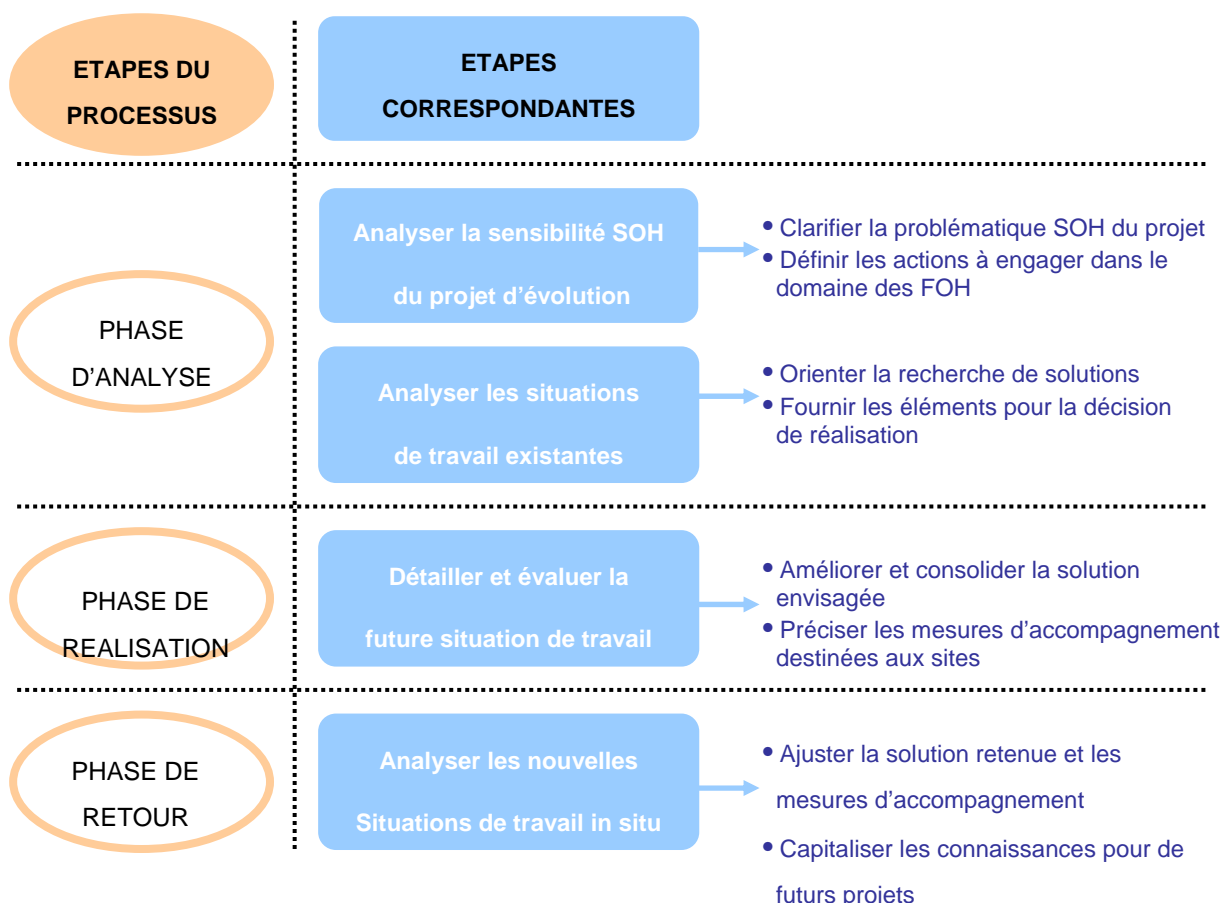 ETAPES DU
PROCESSUS
ETAPES
CORRESPONDANTES
PHASE
D'ANALYSE
Analyser la sensibilité SOH
du projet d'évolution
• Clarifier la problématique SOH du projet
• Définir les actions à engager dans le
domaine des FOH
Analyser les situations
de travail existantes
• Orienter la recherche de solutions
• Fournir les éléments pour la décision
de réalisation
PHASE DE
REALISATION
Détailler et évaluer la
future situation de travail
• Améliorer et consolider la solution
envisagée
• Préciser les mesures d'accompagnement
destinées aux sites
PHASE DE
RETOUR
Analyser les nouvelles
Situations de travail in situ
• Ajuster la solution retenue et les
mesures d'accompagnement
• Capitaliser les connaissances pour de
futurs projets